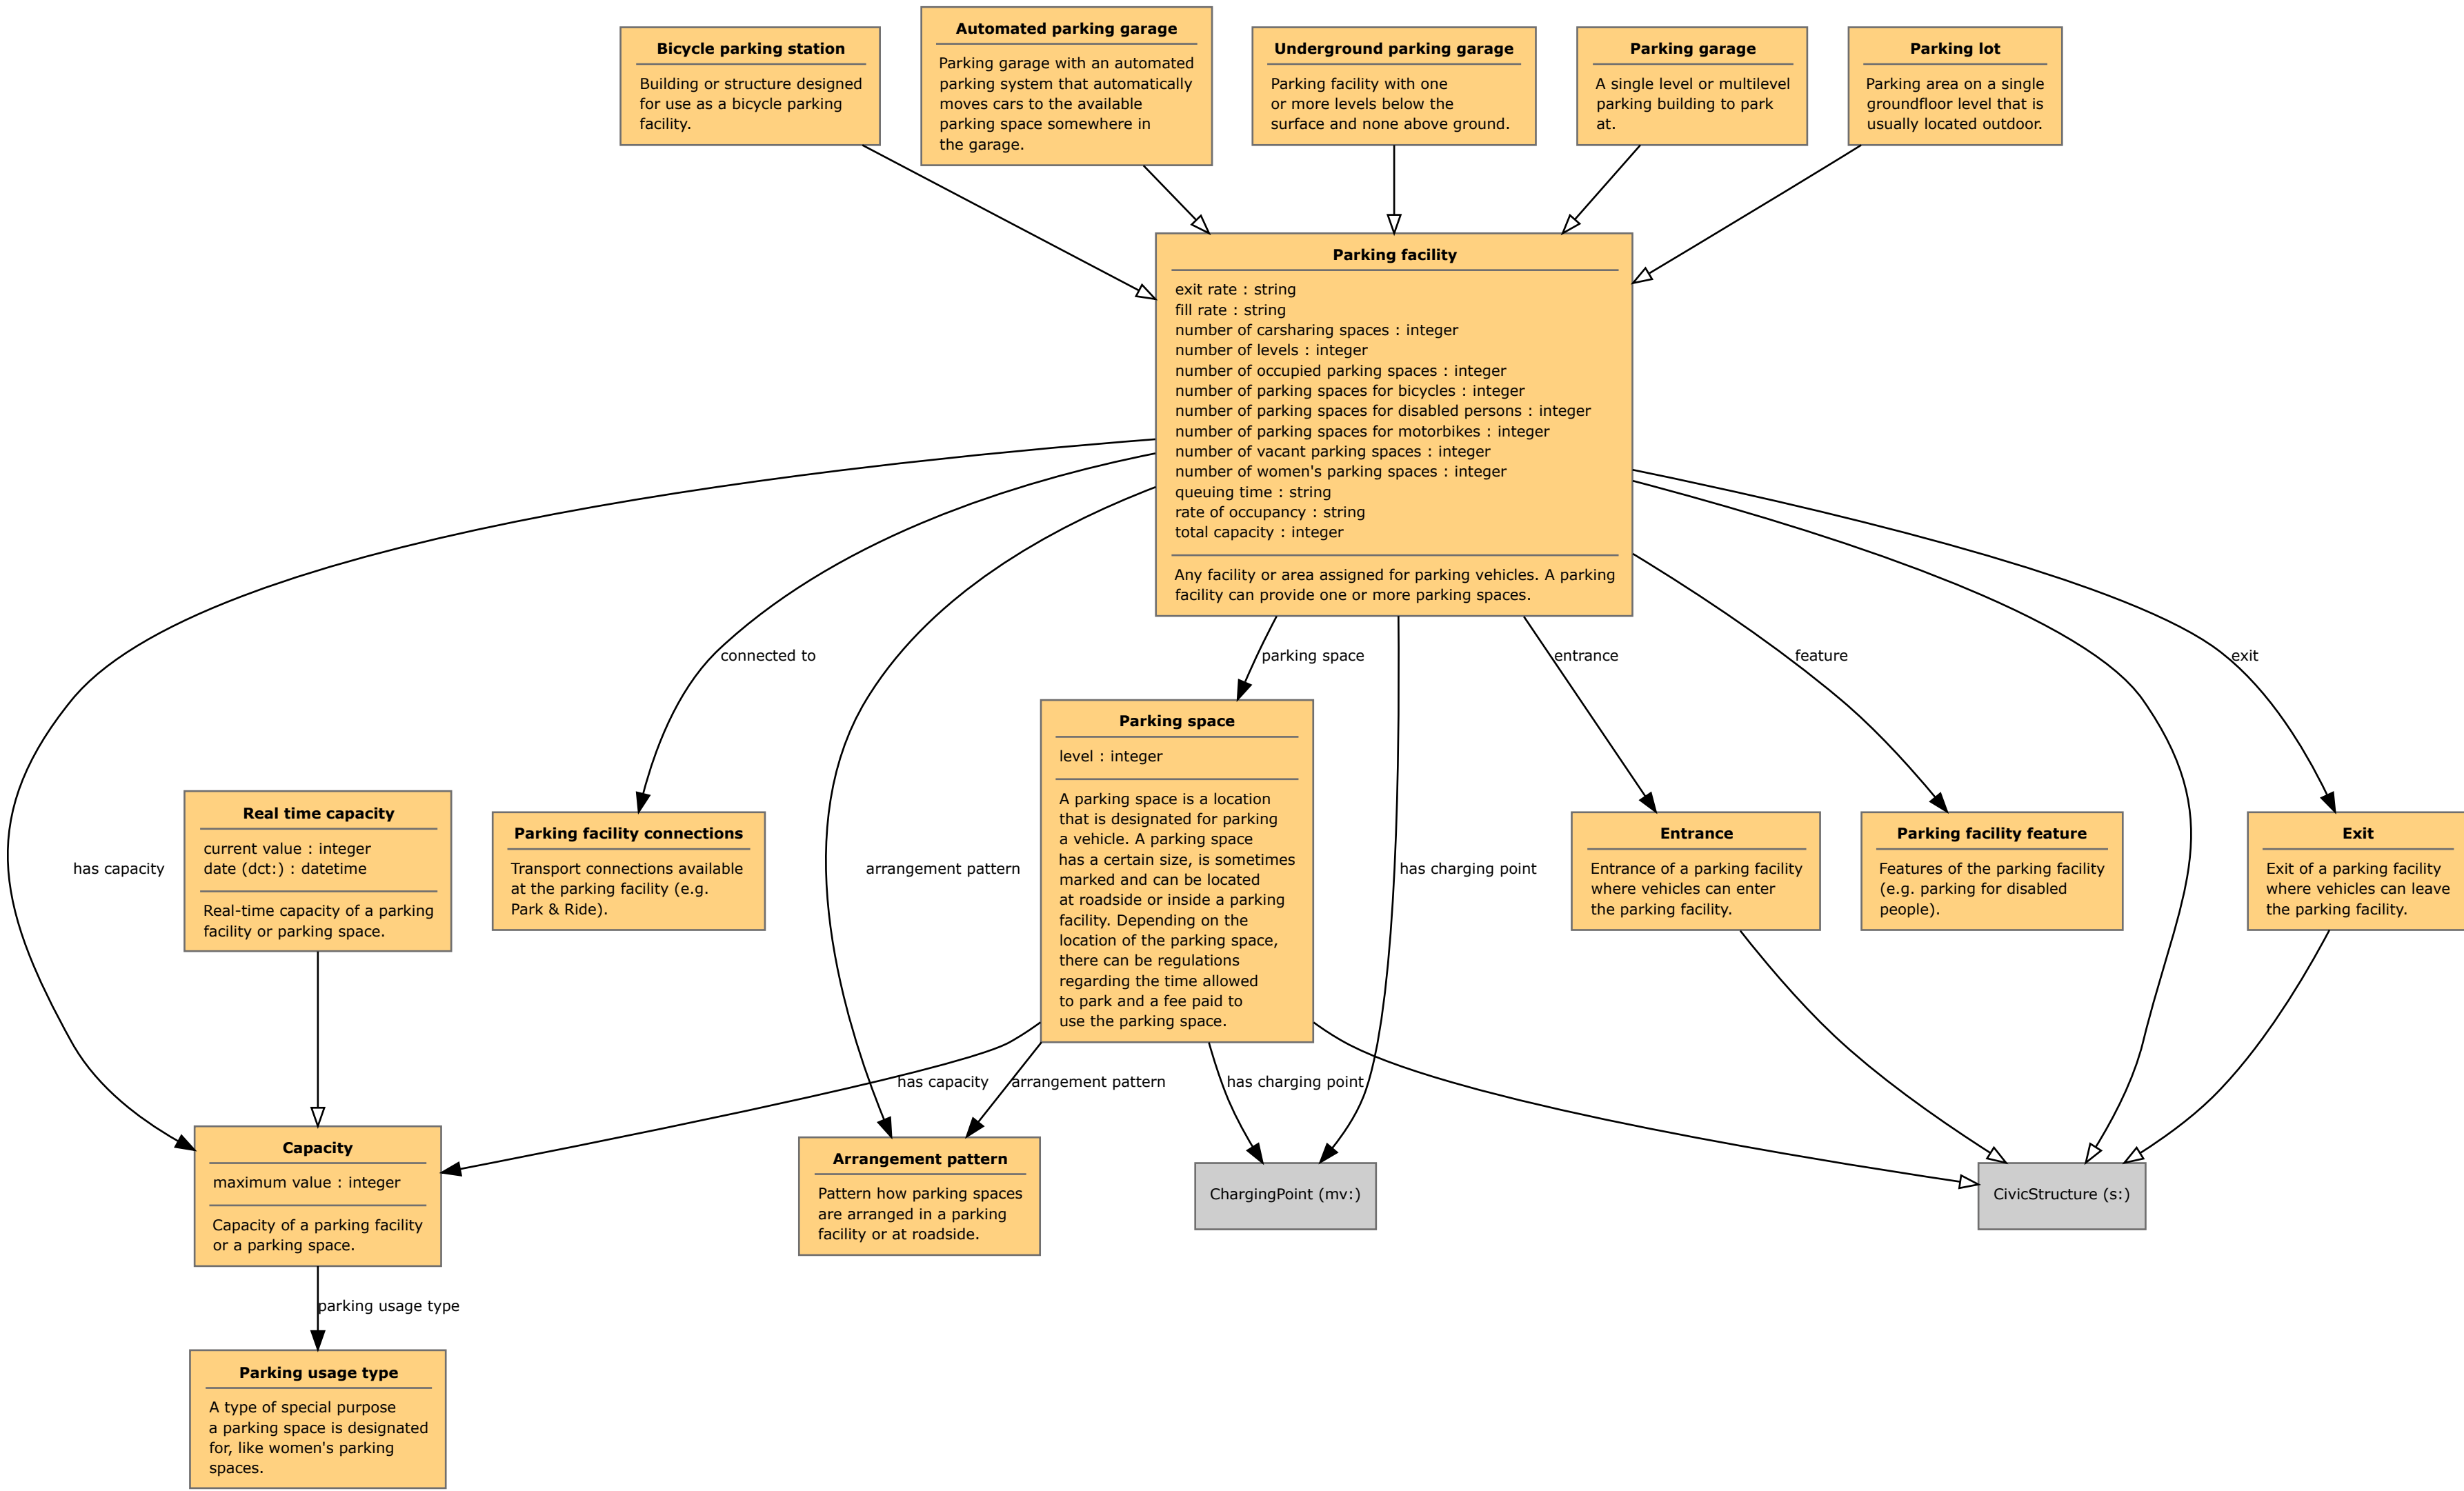 Bicycle parking station
Building or structure designed
for use as a bicycle parking
facility.
Automated parking garage
Parking garage with an automated
parking system that automatically
moves cars to the available
parking space somewhere in
the garage.
Underground parking garage
Parking facility with one
or more levels below the
surface and none above ground.
Parking garage
A single level or multilevel
parking building to park
at.
Parking lot
Parking area on a single
groundfloor level that is
usually located outdoor.
Parking facility
exit rate : string
fill rate : string
number of carsharing spaces : integer
number of levels : integer
number of occupied parking spaces : integer
number of parking spaces for bicycles : integer
number of parking spaces for disabled persons : integer
number of parking spaces for motorbikes : integer
number of vacant parking spaces : integer
number of women's parking spaces : integer
queuing time : string
rate of occupancy : string
total capacity : integer
Any facility or area assigned for parking vehicles. A parking
facility can provide one or more parking spaces.
connected to
parking space
entrance
feature
exit
Parking space
level : integer
A parking space is a location
that is designated for parking
a vehicle. A parking space
has a certain size, is sometimes
marked and can be located
at roadside or inside a parking
facility. Depending on the
location of the parking space,
there can be regulations
regarding the time allowed
to park and a fee paid to
use the parking space.
has capacity
Real time capacity
current value : integer
date (dct:) : datetime
Real-time capacity of a parking
facility or parking space.
Parking facility connections
Transport connections available
at the parking facility (e.g.
Park & Ride).
arrangement pattern
has charging point
Entrance
Entrance of a parking facility
where vehicles can enter
the parking facility.
Parking facility feature
Features of the parking facility
(e.g. parking for disabled
people).
Exit
Exit of a parking facility
where vehicles can leave
the parking facility.
has capacity
arrangement pattern
has charging point
Capacity
maximum value : integer
Capacity of a parking facility
or a parking space.
Arrangement pattern
Pattern how parking spaces
are arranged in a parking
facility or at roadside.
ChargingPoint (mv:)
CivicStructure (s:)
parking usage type
Parking usage type
A type of special purpose
a parking space is designated
for, like women's parking
spaces.